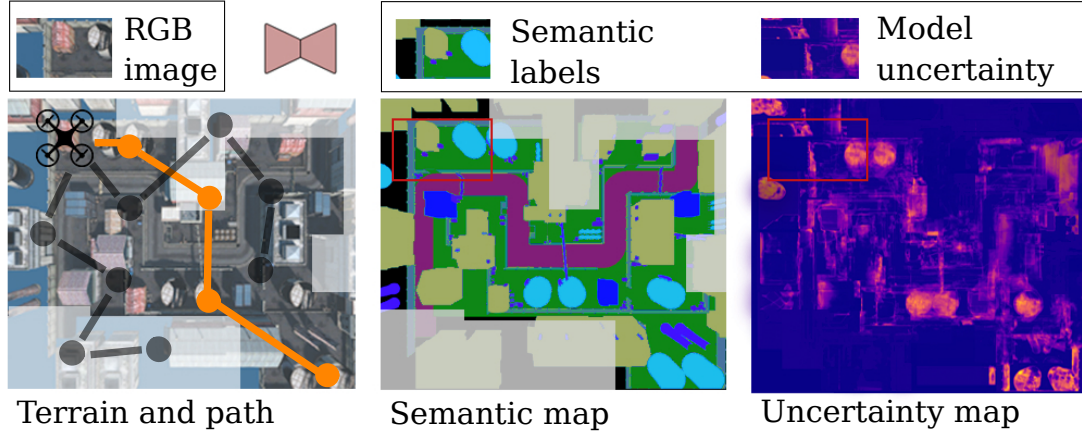 RGB
image
Semantic
labels
Model
uncertainty
Terrain and path
Semantic map
Uncertainty map